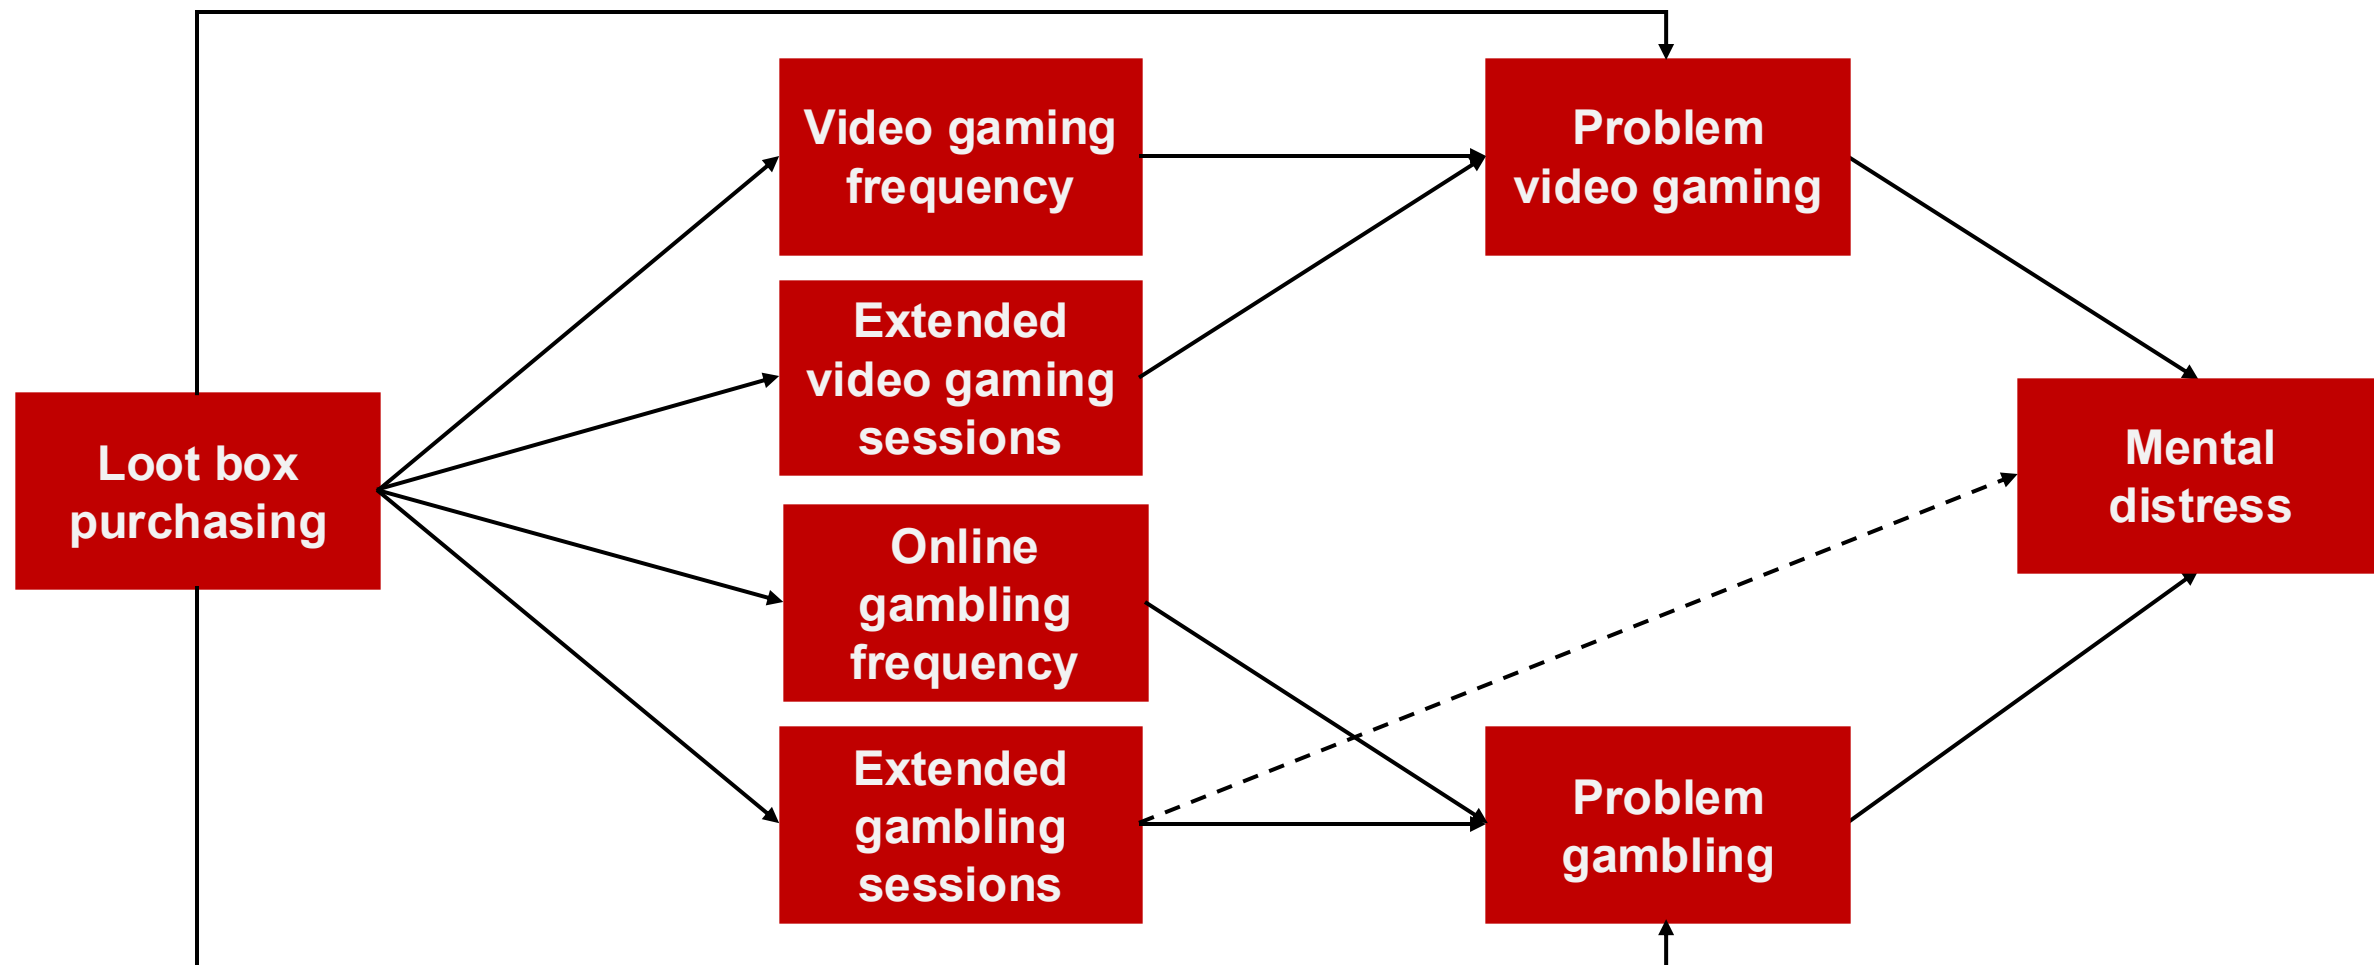 Video gaming
frequency
Problem
video gaming
Extended
video gaming
sessions
Loot box
purchasing
Mental
distress
Online
gambling
frequency
Extended
gambling
sessions
Problem
gambling